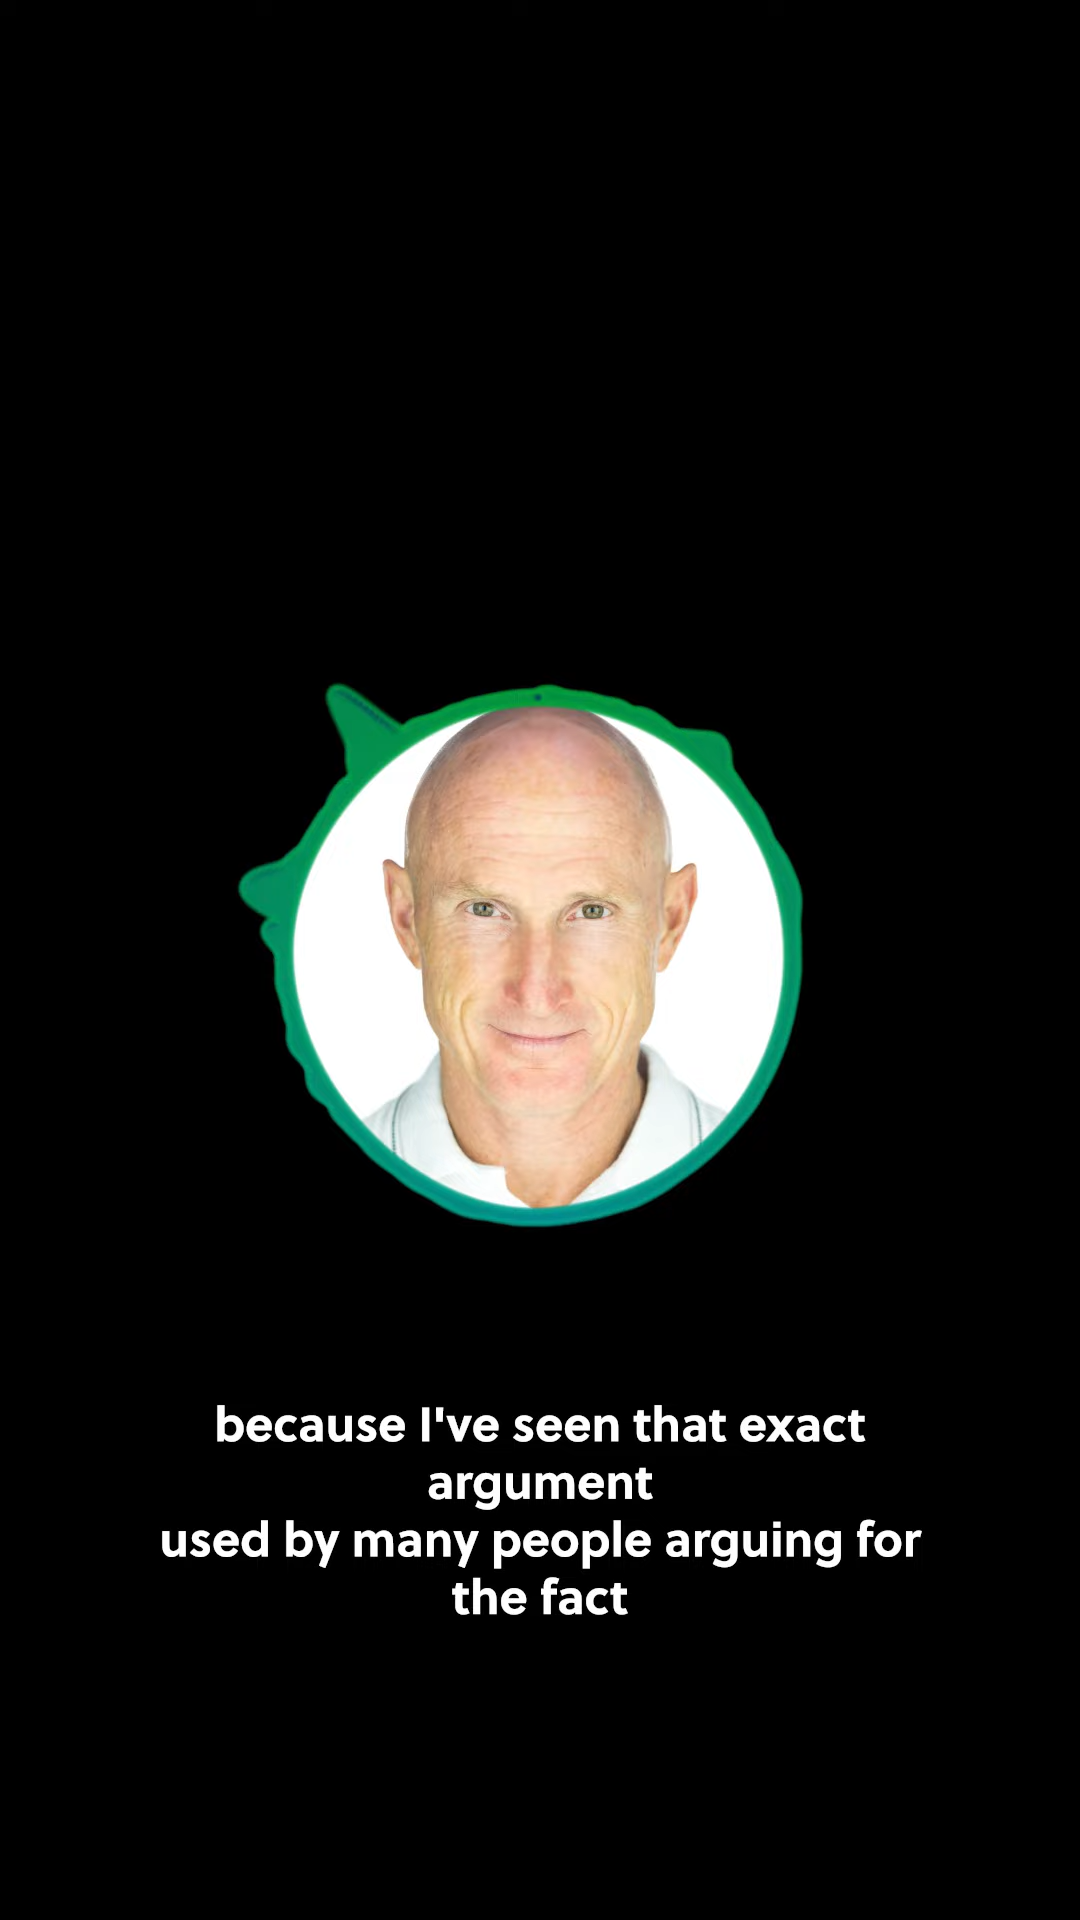 because I've seen that exact
argument
used by many people arguing for
the fact